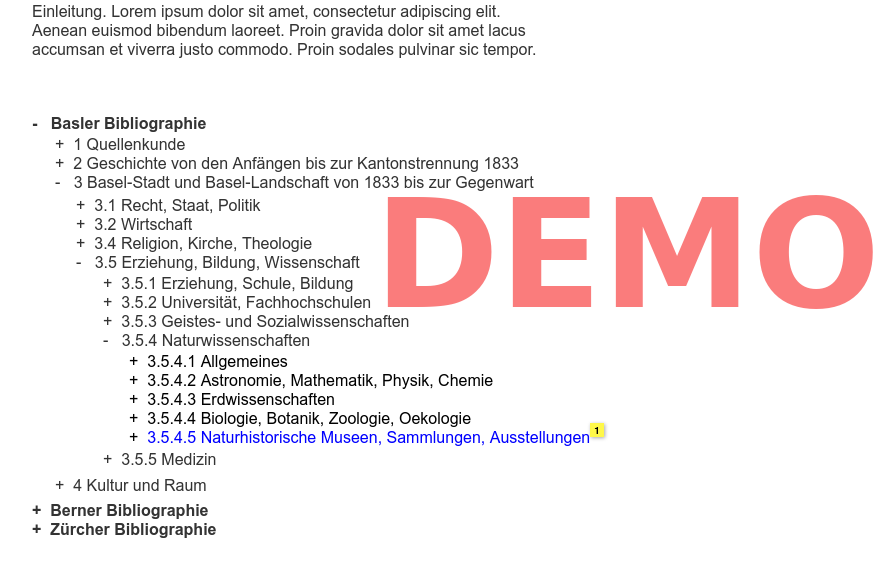 Einleitung. Lorem ipsum dolor sit amet, consectetur adipiscing elit.
Aenean euismod bibendum laoreet. Proin gravida dolor sit amet lacus
accumsan et viverra justo commodo. Proin sodales pulvinar sic tempor.
- Basler Bibliographie
+ 1 Quellenkunde
+ 2 Geschichte von den Anfängen bis zur Kantonstrennung 1833
- 3 Basel-Stadt und Basel-Landschaft von 1833 bis zur Gegenwart
+ 3.1 Recht, Staat, Politik
+ 3.2 Wirtschaft
+ 3.4 Religion, Kirche, Theologie
- 3.5 Erziehung, Bildung, Wissenschaft
+ 3.5.1 Erziehung, Schule, Bildung
+ 3.5.2 Universität, Fachhochschulen
+ 3.5.3 Geistes- und Sozialwissenschaften
- 3.5.4 Naturwissenschaften
+ 3.5.4.1 Allgemeines
+ 3.5.4.2 Astronomie, Mathematik, Physik, Chemie
+ 3.5.4.3 Erdwissenschaften
+ 3.5.4.4 Biologie, Botanik, Zoologie, Oekologie
+ 3.5.4.5 Naturhistorische Museen, Sammlungen, Ausstellungen 1
+ 3.5.5 Medizin
+ 4 Kultur und Raum
+ Berner Bibliographie
+ Zürcher Bibliographie
DEMO